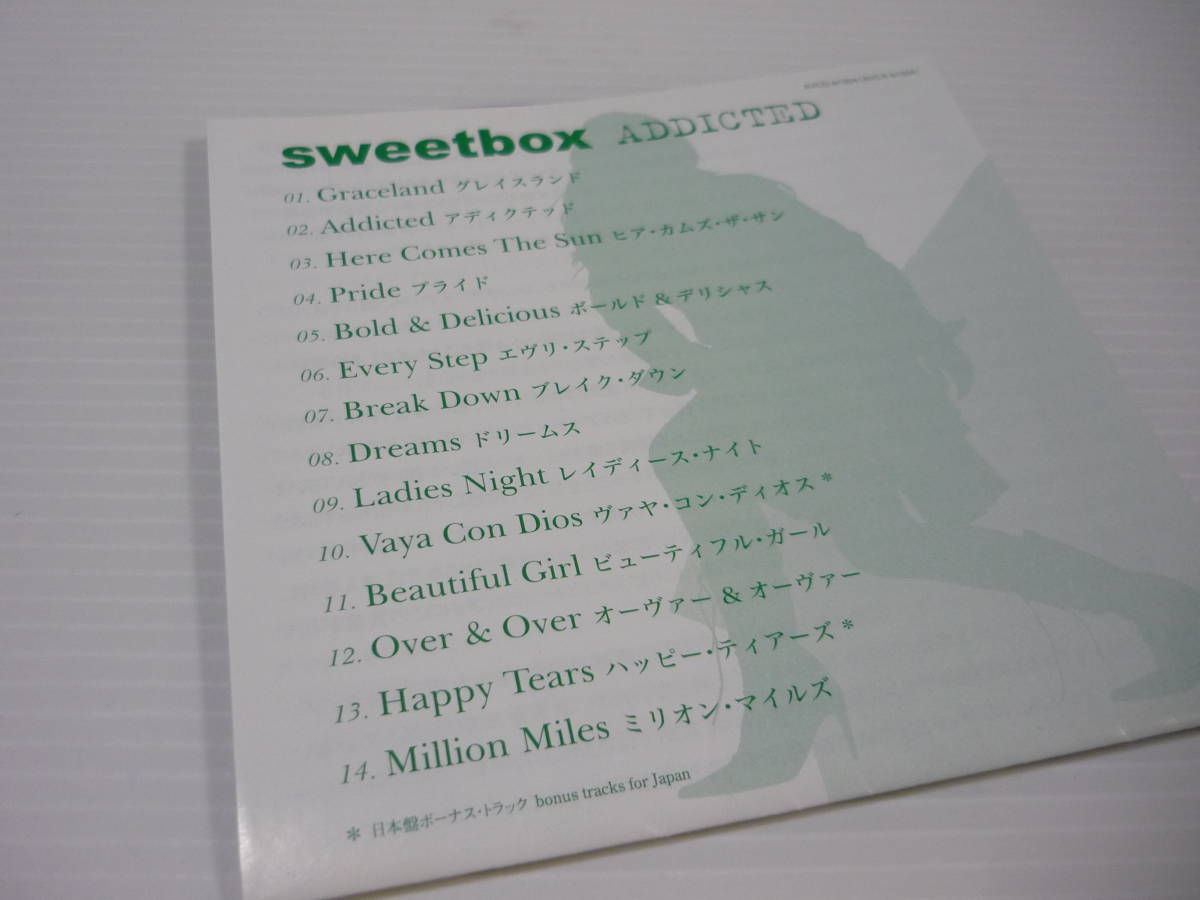 sweetbox ADDICTED
01. Graceland グレイスランド
02. Addicted アディクテッド
03. Here Comes The Sun ヒア・カムズ・ザ・サン
04. Pride プライド
05. Bold & Delicious ボールド & デリシャス
06. Every Step エヴリ・ステップ
07. Break Down ブレイク・ダウン
08. Dreams ドリームス
09. Ladies Night レイディース・ナイト
10. Vaya Con Dios ヴァヤ・コン・ディオス*
11. Beautiful Girl ビューティフル・ガール
12. Over & Over オーヴァー & オーヴァー
13. Happy Tears ハッピー・ティアーズ*
14. Million Miles ミリオン・マイルズ
* 日本盤ボーナス・トラック bonus tracks for Japan